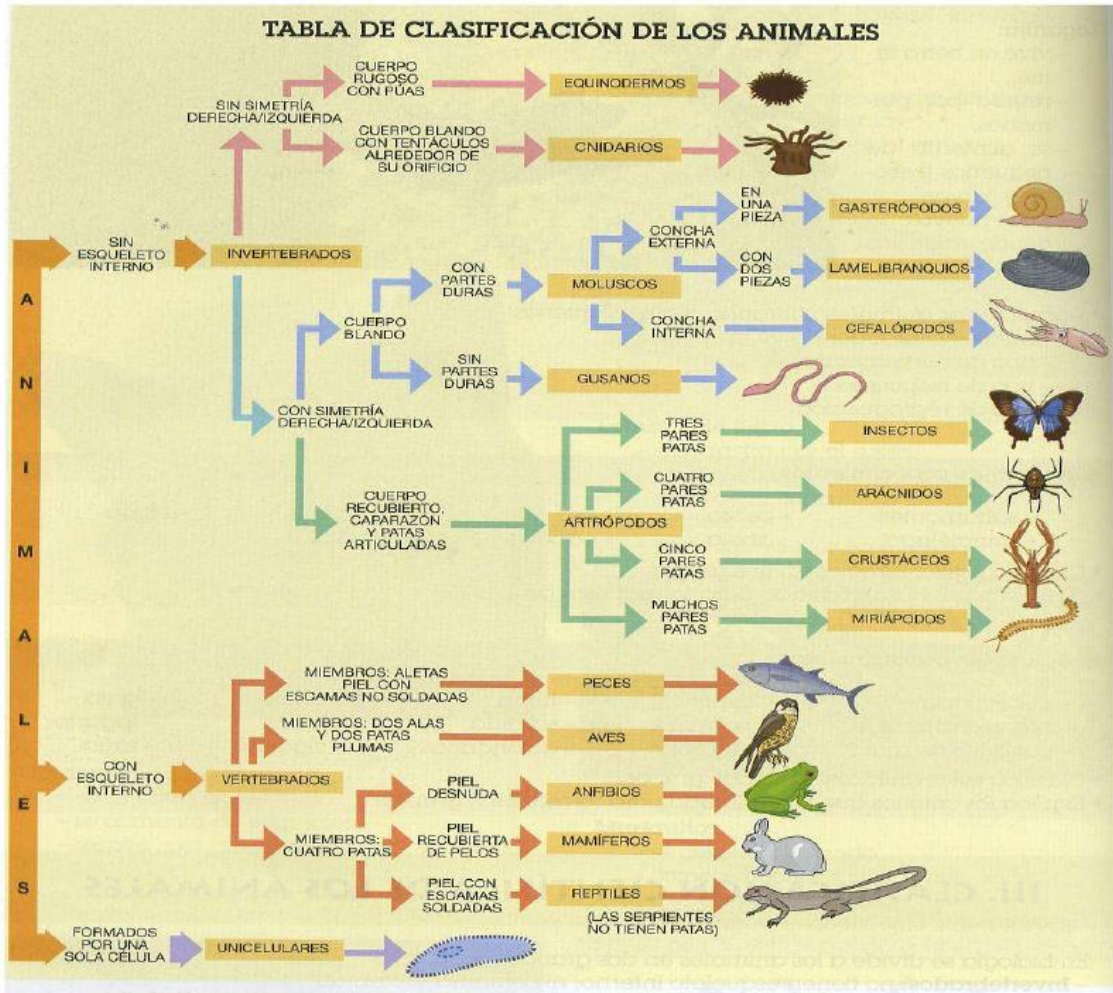 TABLA DE CLASIFICACIÓN DE LOS ANIMALES
ANIMALES
SIN
ESQUELETO
INTERNO
INVERTEBRADOS
SIN SIMETRÍA
DERECHA/IZQUIERDA
CUERPO
RUGOSO
CON PÚAS
EQUINODERMOS
CUERPO BLANDO
CON TENTÁCULOS
ALREDEDOR DE
SU ORIFICIO
CNIDARIOS
CON SIMETRÍA
DERECHA/IZQUIERDA
CUERPO
BLANDO
CON
PARTES
DURAS
MOLUSCOS
CONCHA
EXTERNA
EN
UNA
PIEZA
GASTERÓPODOS
CON
DOS
PIEZAS
LAMELIBRANQUIOS
CONCHA
INTERNA
CEFALÓPODOS
SIN
PARTES
DURAS
GUSANOS
CUERPO
RECUBIERTO.
CAPARAZÓN
Y PATAS
ARTICULADAS
ARTRÓPODOS
TRES
PARES
PATAS
INSECTOS
CUATRO
PARES
PATAS
ARÁCNIDOS
CINCO
PARES
PATAS
CRUSTÁCEOS
MUCHOS
PARES
PATAS
MIRIÁPODOS
CON
ESQUELETO
INTERNO
VERTEBRADOS
MIEMBROS: ALETAS
PIEL CON
ESCAMAS NO SOLDADAS
PECES
MIEMBROS: DOS ALAS
Y DOS PATAS
PLUMAS
AVES
MIEMBROS:
CUATRO PATAS
PIEL
DESNUDA
ANFIBIOS
PIEL
RECUBIERTA
DE PELOS
MAMÍFEROS
PIEL CON
ESCAMAS
SOLDADAS
REPTILES
(LAS SERPIENTES
NO TIENEN PATAS)
FORMADOS
POR UNA
SOLA CÉLULA
UNICELULARES